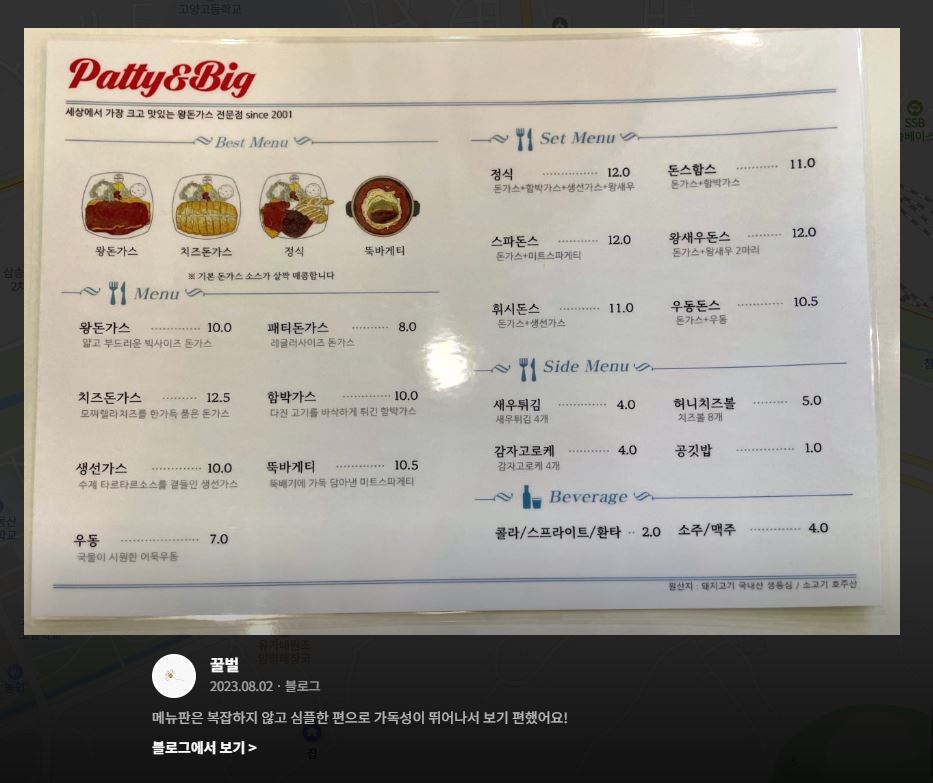 고양고등학교
Patty&Big
세상에서 가장 크고 맛있는 왕돈가스 전문점 since 2001
Best Menu
왕돈가스 치즈돈가스 정식 뚝바게티
※ 기본 돈가스 소스가 살짝 매콤합니다
Menu
왕돈가스 ············ 10.0
얇고 부드러운 빅사이즈 돈가스
패티돈가스 ·········· 8.0
레귤러사이즈 돈가스
치즈돈가스 ············ 12.5
모짜렐라치즈를 한가득 품은 돈가스
함박가스 ·············· 10.0
다진 고기를 바삭하게 튀긴 함박가스
생선가스 ············ 10.0
수제 타르타르소스를 곁들인 생선가스
뚝바게티 ············ 10.5
뚝배기에 가득 담아낸 미트스파게티
우동 ···················· 7.0
국물이 시원한 어묵우동
Set Menu
정식 ·············· 12.0
돈가스+함박가스+생선가스+왕새우
돈스함스 ·········· 11.0
돈가스+함박가스
스파돈스 ·········· 12.0
돈가스+미트스파게티
왕새우돈스 ········ 12.0
돈가스+왕새우 2마리
휘시돈스 ·········· 11.0
돈가스+생선가스
우동돈스 ·········· 10.5
돈가스+우동
Side Menu
새우튀김 ············ 4.0
새우튀김 4개
허니치즈볼 ········· 5.0
치즈볼 8개
감자고로케 ·········· 4.0
감자고로케 4개
공깃밥 ··········· 1.0
Beverage
콜라/스프라이트/환타 ·· 2.0
소주/맥주 ············ 4.0
원산지 : 돼지고기 국내산 생등심 / 소고기 호주산
SSB
꿀벌
2023.08.02 · 블로그
메뉴판은 복잡하지 않고 심플한 편으로 가독성이 뛰어나서 보기 편했어요!
블로그에서 보기 >
집
농협